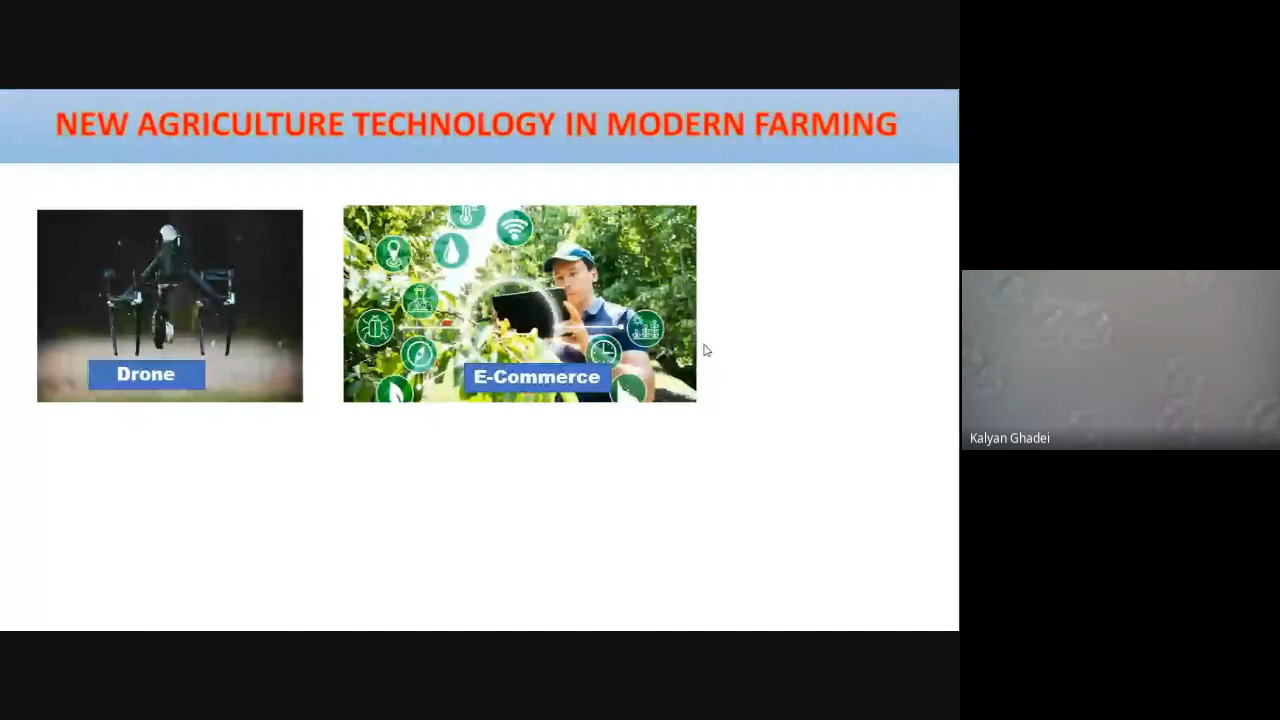 NEW AGRICULTURE TECHNOLOGY IN MODERN FARMING
Drone
E-Commerce
Kalyan Ghadei